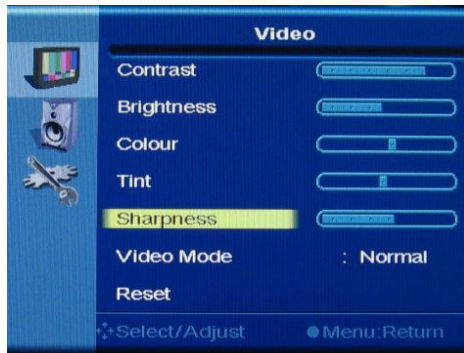 Video
Contrast
Brightness
Colour
Tint
Sharpness
Video Mode : Normal
Reset
Select/Adjust Menu:Return